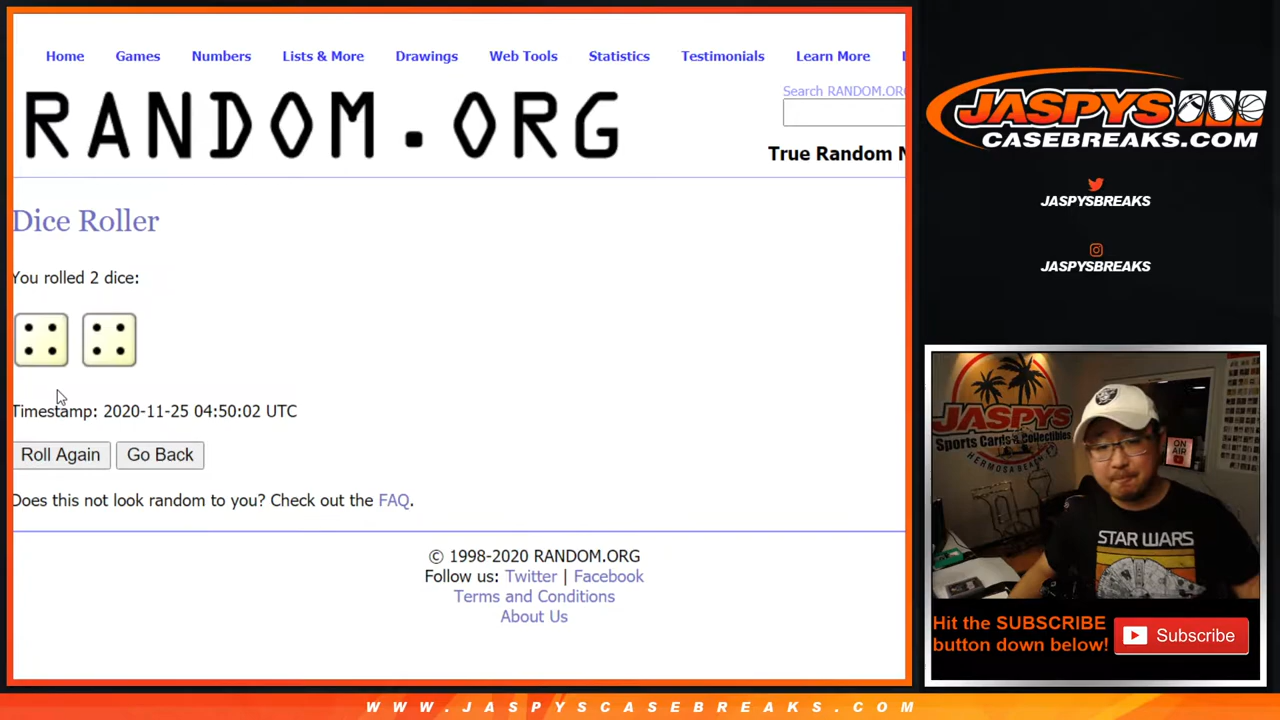 Home Games Numbers Lists & More Drawings Web Tools Statistics Testimonials Learn More
Search RANDOM.ORG
RANDOM.ORG
True Random N
Dice Roller
You rolled 2 dice:
Timestamp: 2020-11-25 04:50:02 UTC
Roll Again Go Back
Does this not look random to you? Check out the FAQ.
© 1998-2020 RANDOM.ORG
Follow us: Twitter | Facebook
Terms and Conditions
About Us
JASPYS
CASEBREAKS.COM
JASPYSBREAKS
JASPYSBREAKS
JASPYS
Sports Cards & Collectibles
HERMOSA BEACH
ON
AIR
STAR WARS
Hit the SUBSCRIBE
button down below!
Subscribe
WWW.JASPYSCASEBREAKS.COM